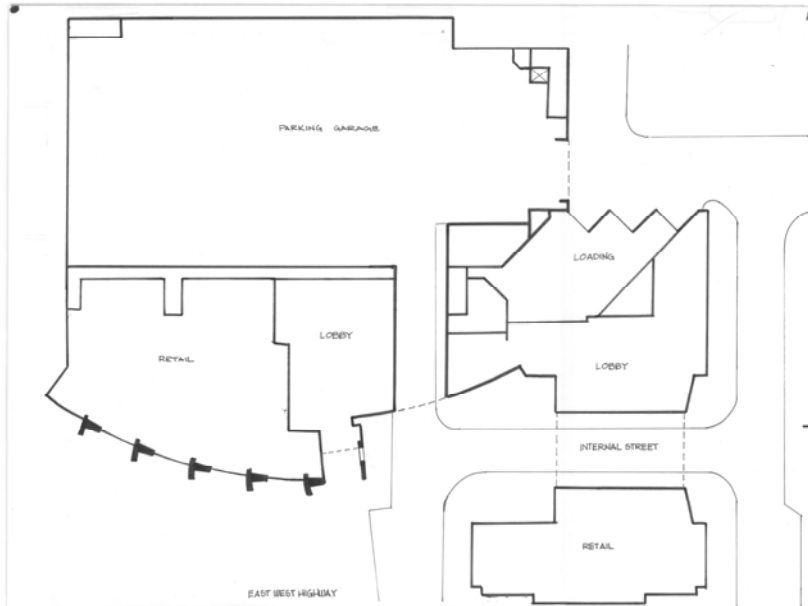 PARKING GARAGE
LOADING
LOBBY
RETAIL
LOBBY
INTERNAL STREET
RETAIL
EAST WEST HIGHWAY